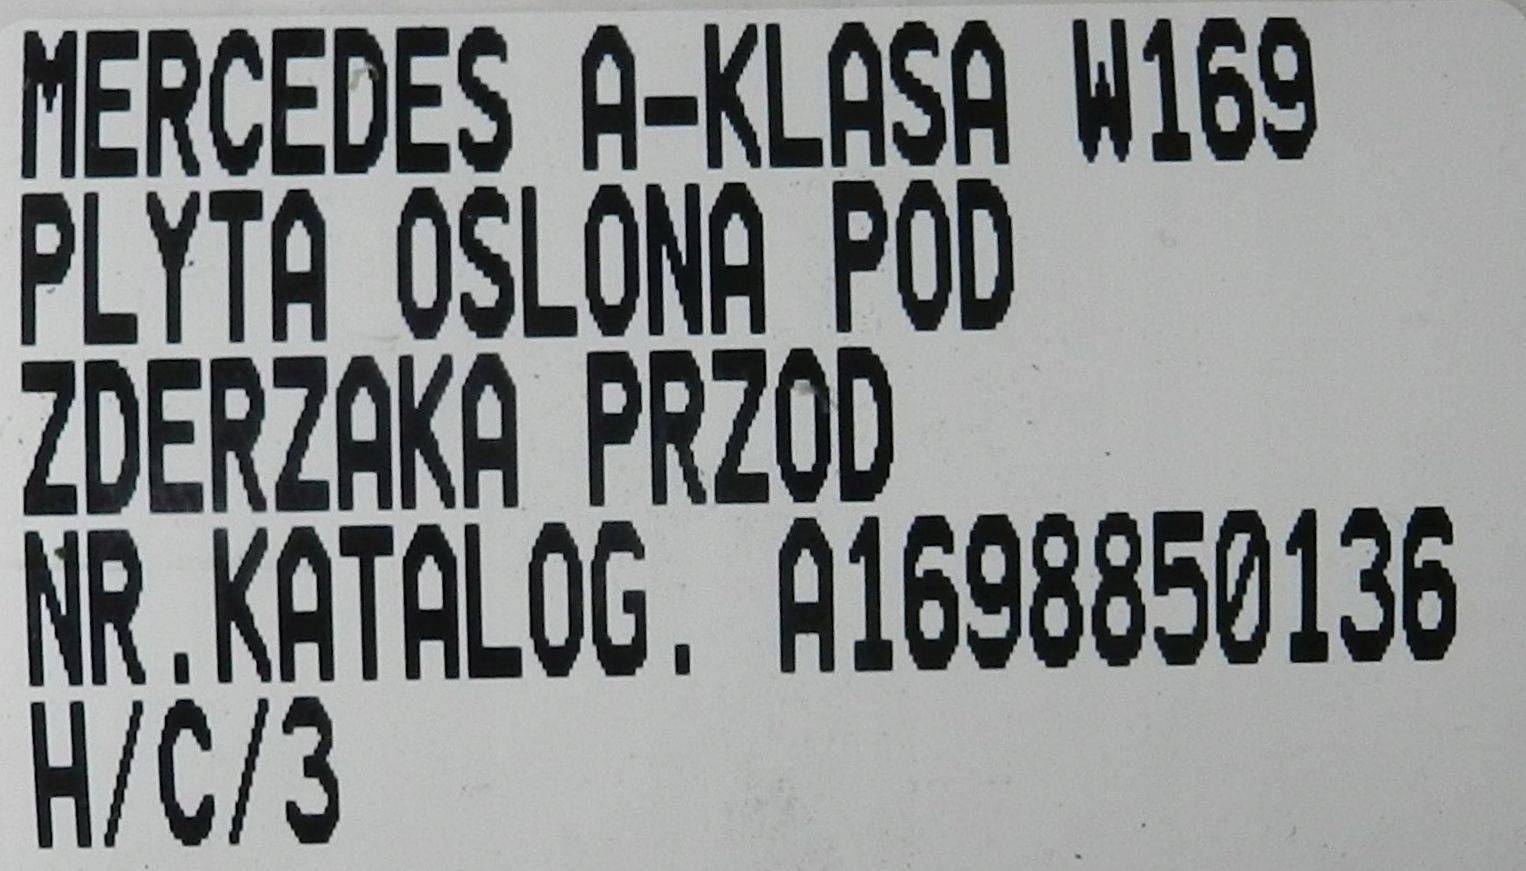 MERCEDES A-KLASA W169
PLYTA OSLONA POD
ZDERZAKA PRZOD
NR.KATALOG. A1698850136
H/C/3